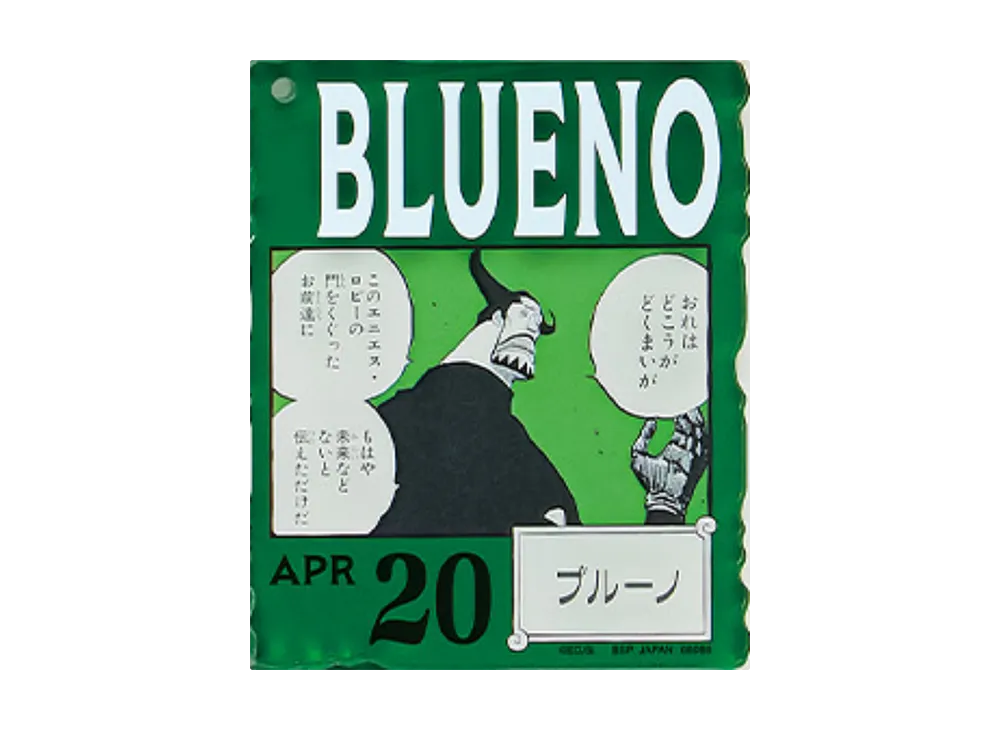 BLUENO
おれは
どこうが
どくまいが
このエニエス・
ロビーの
門をくぐった
お前達に
もはや
未来など
ないと
伝えただけだ
APR 20
ブルーノ
BSP JAPAN